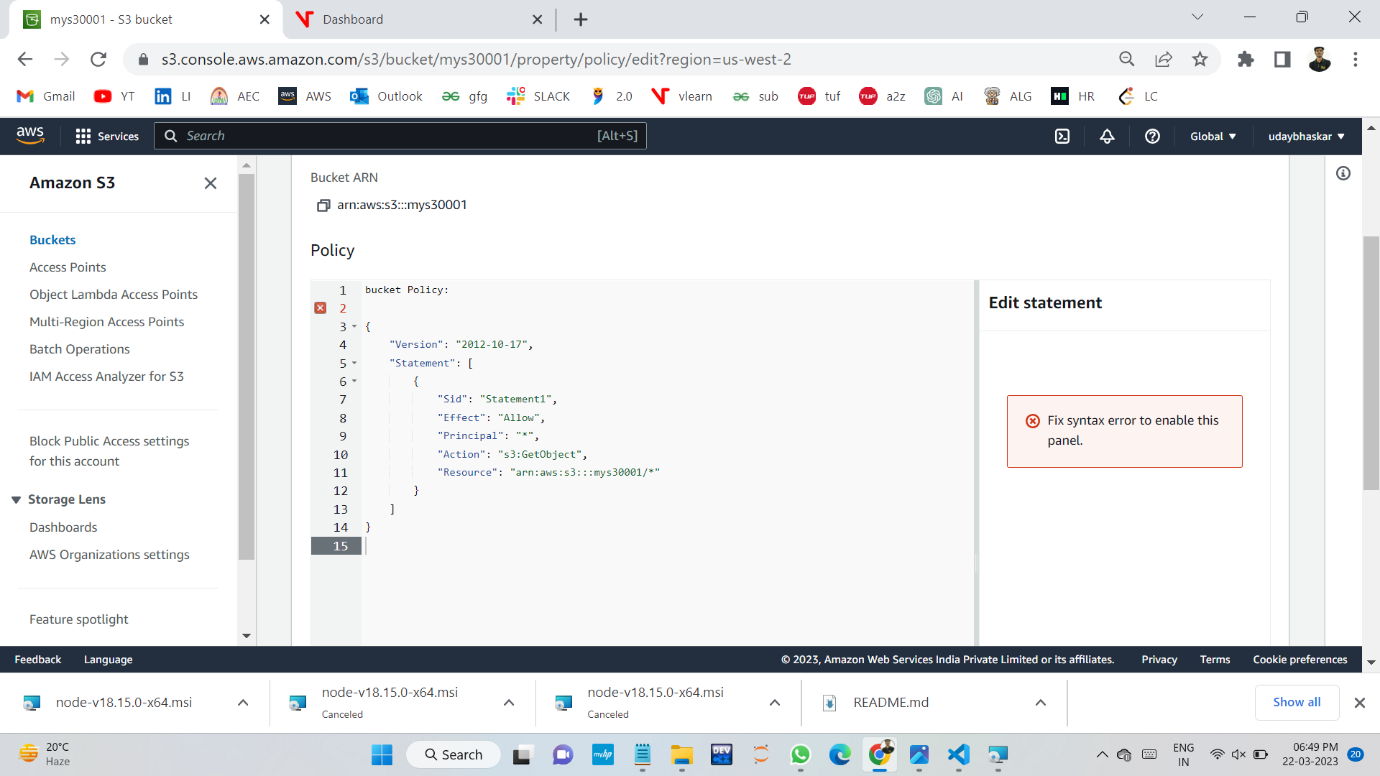 mys30001 - S3 bucket
Dashboard
s3.console.aws.amazon.com/s3/bucket/mys30001/property/policy/edit?region=us-west-2
Gmail
YT
LI
AEC
AWS
Outlook
gfg
SLACK
2.0
vlearn
sub
tuf
a2z
AI
ALG
HR
LC
aws
Services
Search
[Alt+S]
Global
udaybhaskar
Amazon S3
Buckets
Access Points
Object Lambda Access Points
Multi-Region Access Points
Batch Operations
IAM Access Analyzer for S3
Block Public Access settings
for this account
Storage Lens
Dashboards
AWS Organizations settings
Feature spotlight
Bucket ARN
arn:aws:s3:::mys30001
Policy
1 bucket Policy:
2
3 {
4 "Version": "2012-10-17",
5 "Statement": [
6 {
7 "Sid": "Statement1",
8 "Effect": "Allow",
9 "Principal": "*",
10 "Action": "s3:GetObject",
11 "Resource": "arn:aws:s3:::mys30001/*"
12 }
13 ]
14 }
15
Edit statement
Fix syntax error to enable this
panel.
Feedback
Language
© 2023, Amazon Web Services India Private Limited or its affiliates.
Privacy
Terms
Cookie preferences
node-v18.15.0-x64.msi
node-v18.15.0-x64.msi
Canceled
node-v18.15.0-x64.msi
Canceled
README.md
Show all
20°C
Haze
Search
myhp
DEV
ENG
IN
06:49 PM
22-03-2023
20